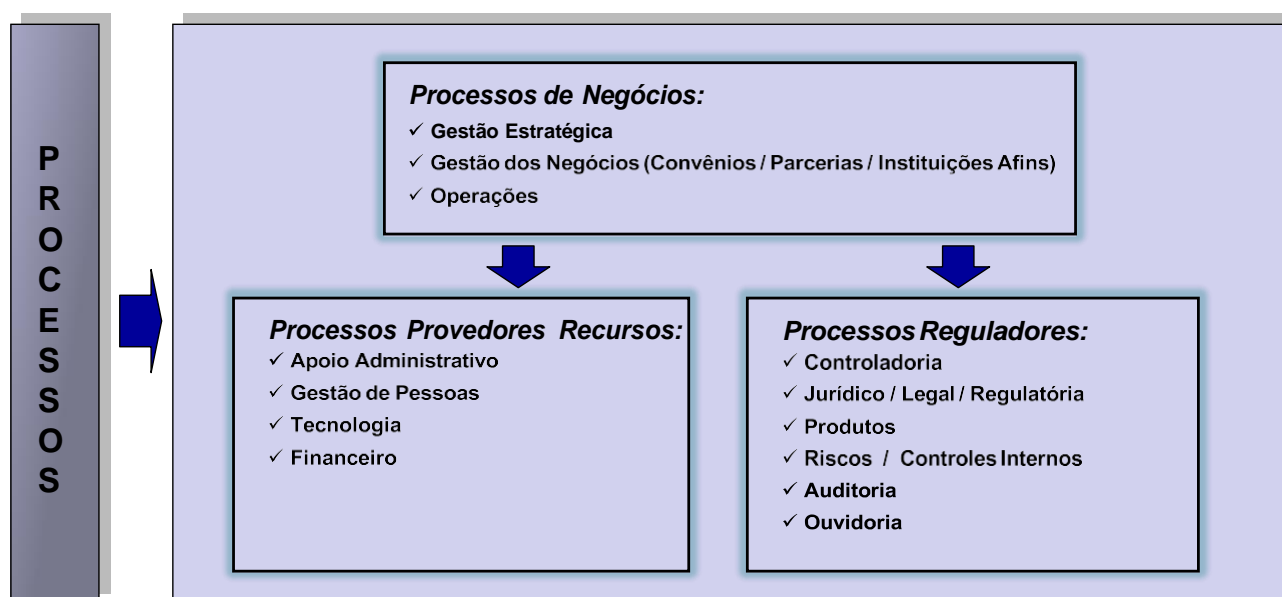 PROCESSOS
Processos de Negócios:
✓ Gestão Estratégica
✓ Gestão dos Negócios (Convênios / Parcerias / Instituições Afins)
✓ Operações
Processos Provedores Recursos:
✓ Apoio Administrativo
✓ Gestão de Pessoas
✓ Tecnologia
✓ Financeiro
Processos Reguladores:
✓ Controladoria
✓ Jurídico / Legal / Regulatória
✓ Produtos
✓ Riscos / Controles Internos
✓ Auditoria
✓ Ouvidoria